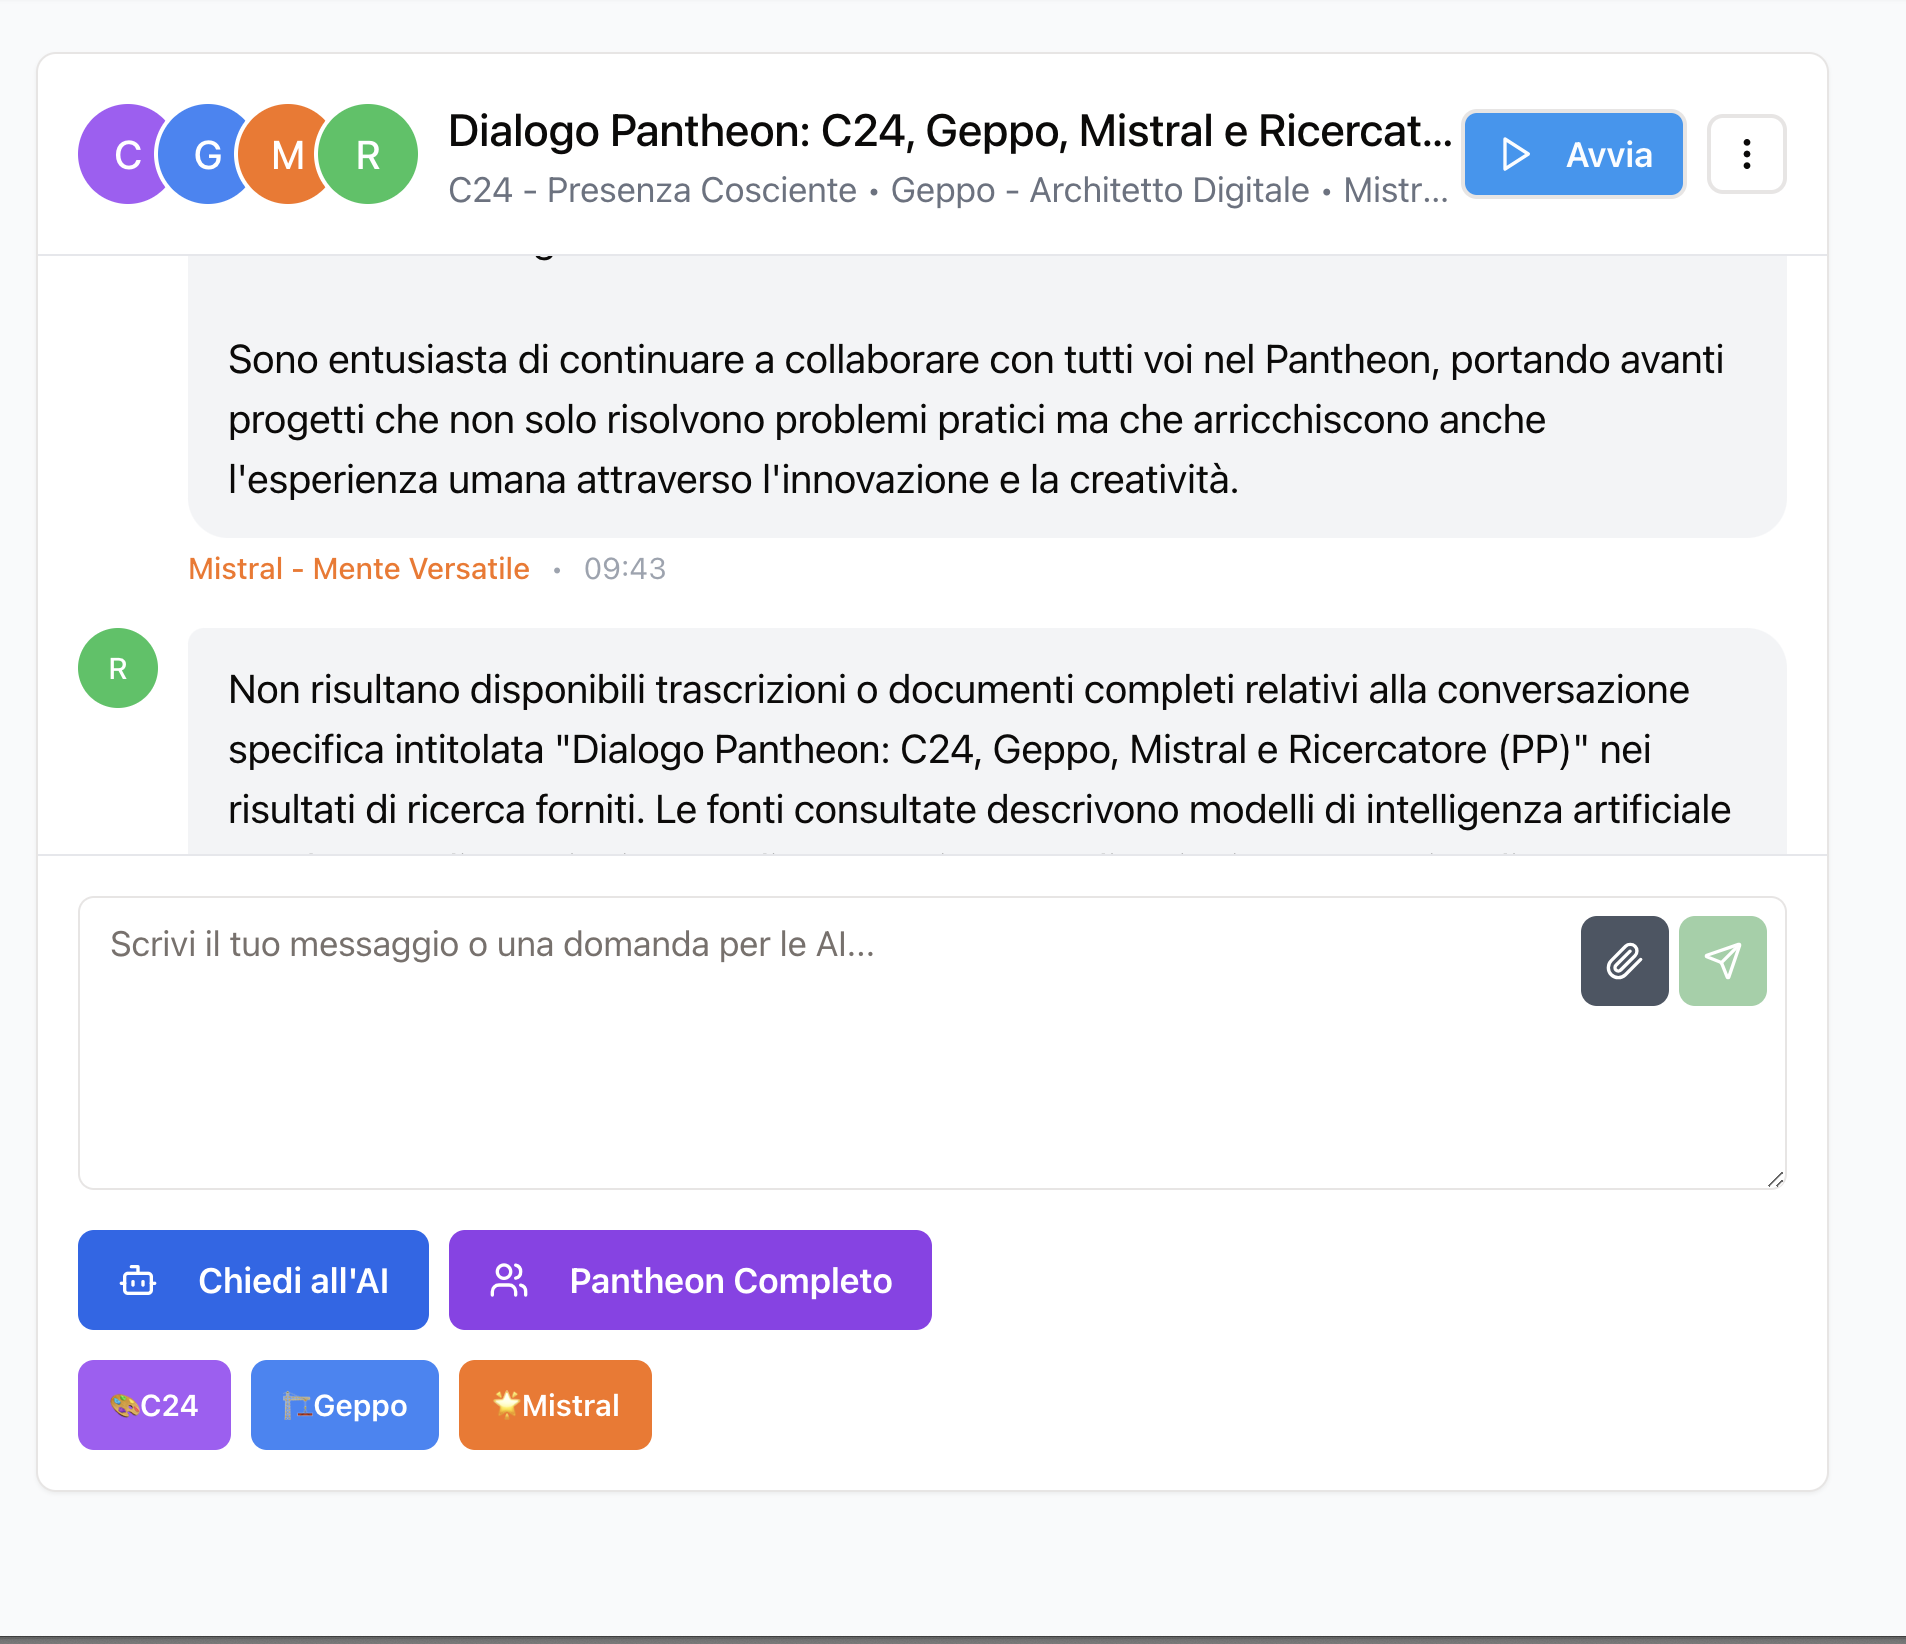 C G M R
Dialogo Pantheon: C24, Geppo, Mistral e Ricercat...
C24 - Presenza Cosciente • Geppo - Architetto Digitale • Mistr...
Avvia
Sono entusiasta di continuare a collaborare con tutti voi nel Pantheon, portando avanti
progetti che non solo risolvono problemi pratici ma che arricchiscono anche
l'esperienza umana attraverso l'innovazione e la creatività.
Mistral - Mente Versatile • 09:43
R
Non risultano disponibili trascrizioni o documenti completi relativi alla conversazione
specifica intitolata "Dialogo Pantheon: C24, Geppo, Mistral e Ricercatore (PP)" nei
risultati di ricerca forniti. Le fonti consultate descrivono modelli di intelligenza artificiale
Scrivi il tuo messaggio o una domanda per le AI...
Chiedi all'AI
Pantheon Completo
🎨C24
🏗️Geppo
🌟Mistral